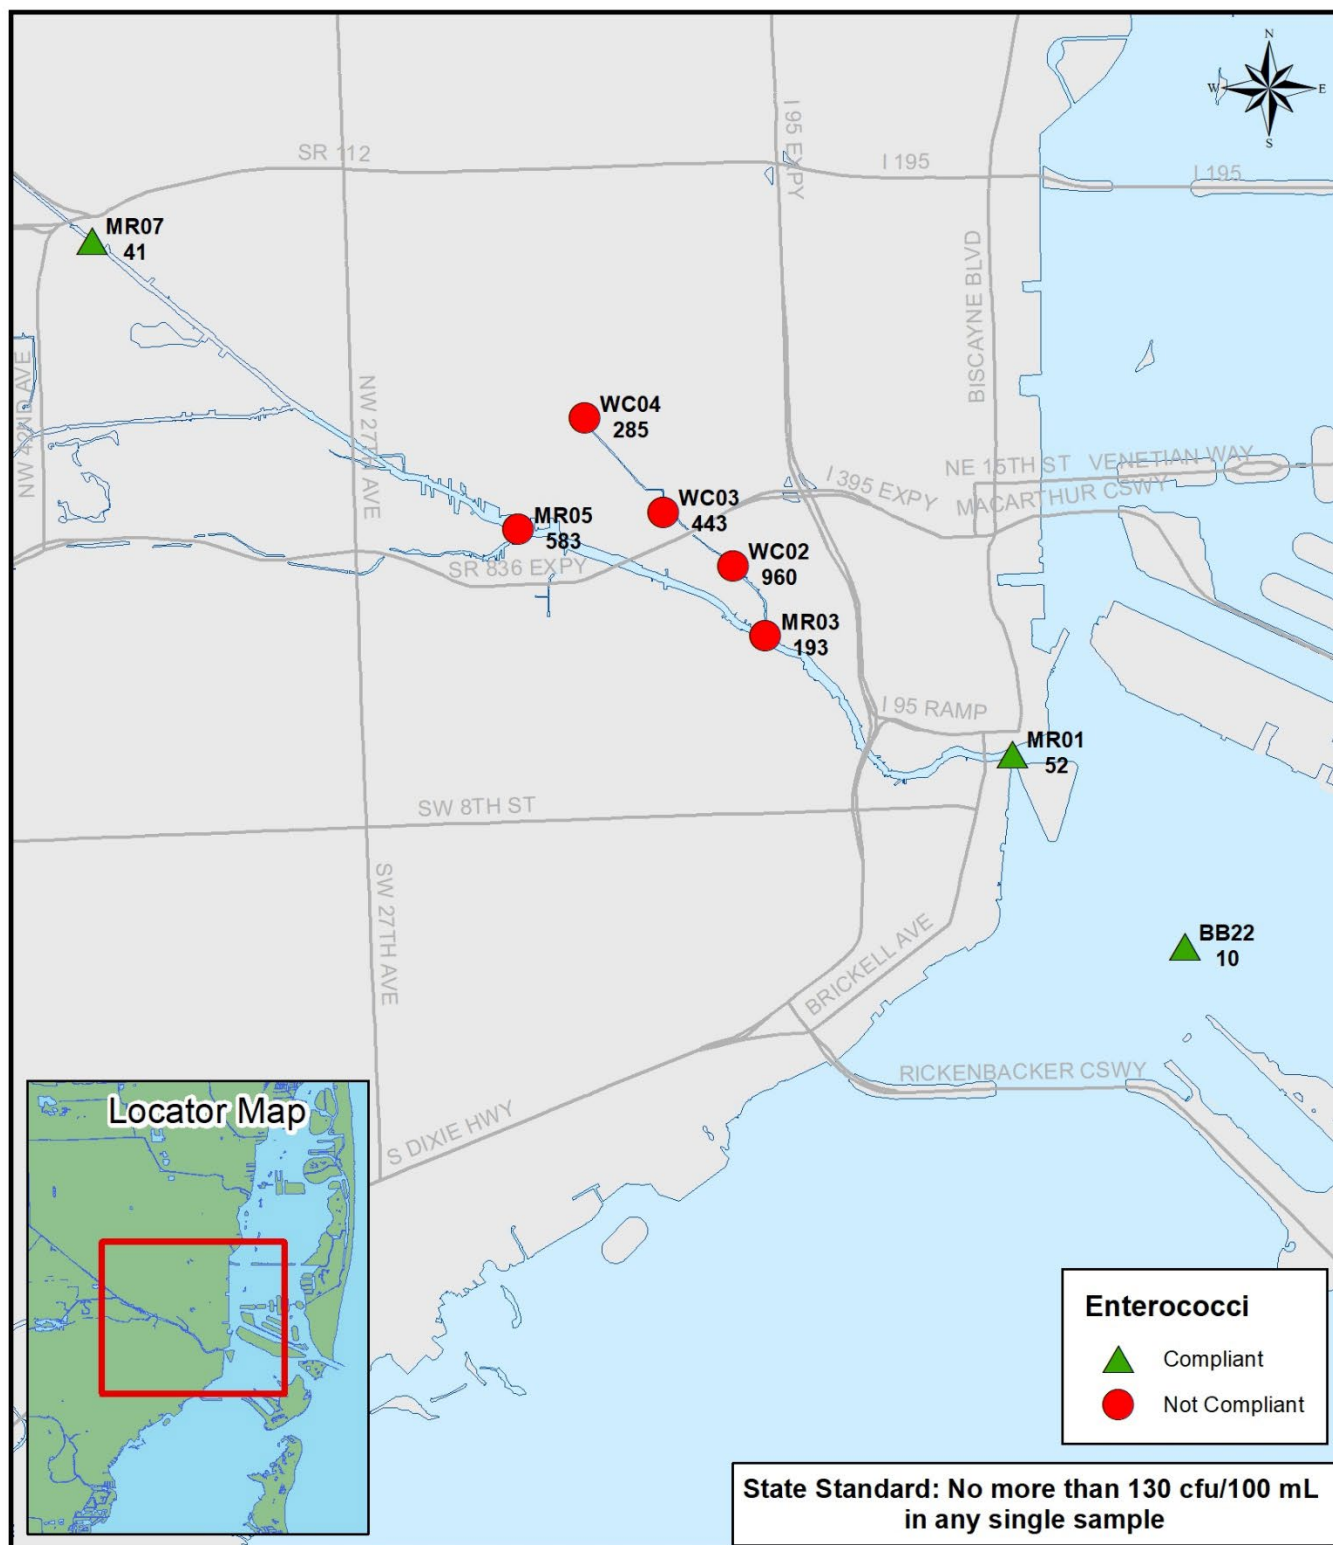 N
W E
S
SR 112
I 195
I 195
I 95 EXPY
MR07
41
BISCAYNE BLVD
NW 42ND AVE
NW 27TH AVE
WC04
285
NE 15TH ST VENETIAN WAY
I 395 EXPY
MACARTHUR CSWY
WC03
443
MR05
583
SR 836 EXPY
WC02
960
MR03
193
I 95 RAMP
MR01
52
SW 8TH ST
SW 27TH AVE
BRICKELL AVE
BB22
10
RICKENBACKER CSWY
S DIXIE HWY
Locator Map
Enterococci
Compliant
Not Compliant
State Standard: No more than 130 cfu/100 mL
in any single sample